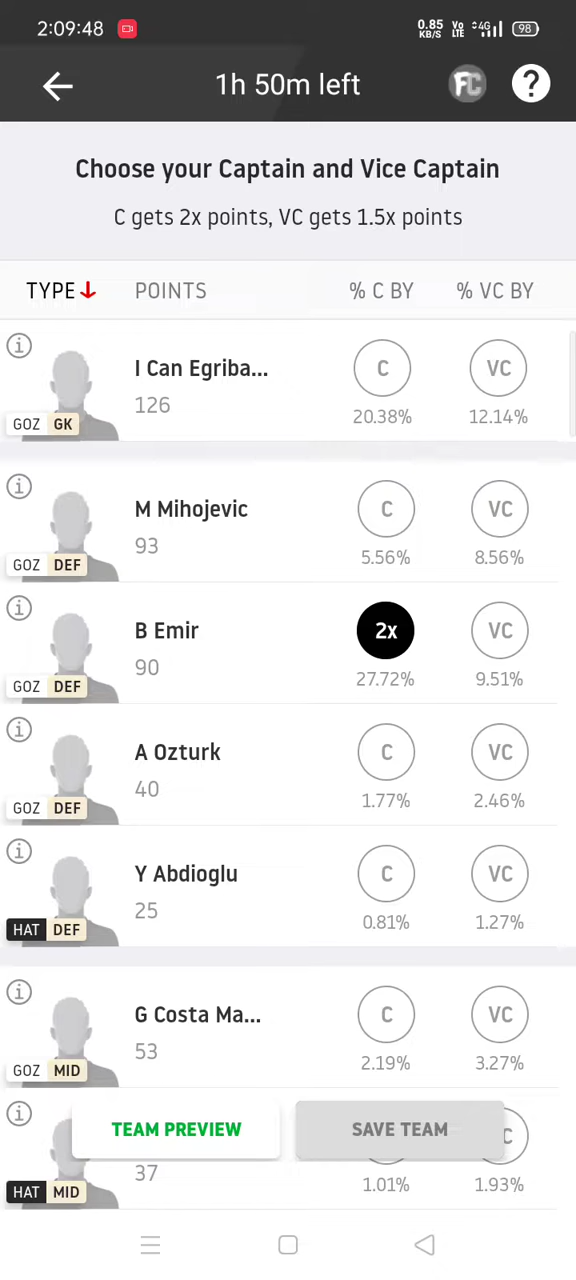 2:09:48 0.85 KB/S Vo LTE 4G 98
1h 50m left FC ?
Choose your Captain and Vice Captain
C gets 2x points, VC gets 1.5x points
TYPE POINTS % C BY % VC BY
I Can Egriba... C VC
126 20.38% 12.14%
GOZ GK
M Mihojevic C VC
93 5.56% 8.56%
GOZ DEF
B Emir 2x VC
90 27.72% 9.51%
GOZ DEF
A Ozturk C VC
40 1.77% 2.46%
GOZ DEF
Y Abdioglu C VC
25 0.81% 1.27%
HAT DEF
G Costa Ma... C VC
53 2.19% 3.27%
GOZ MID
TEAM PREVIEW SAVE TEAM C
37 1.01% 1.93%
HAT MID